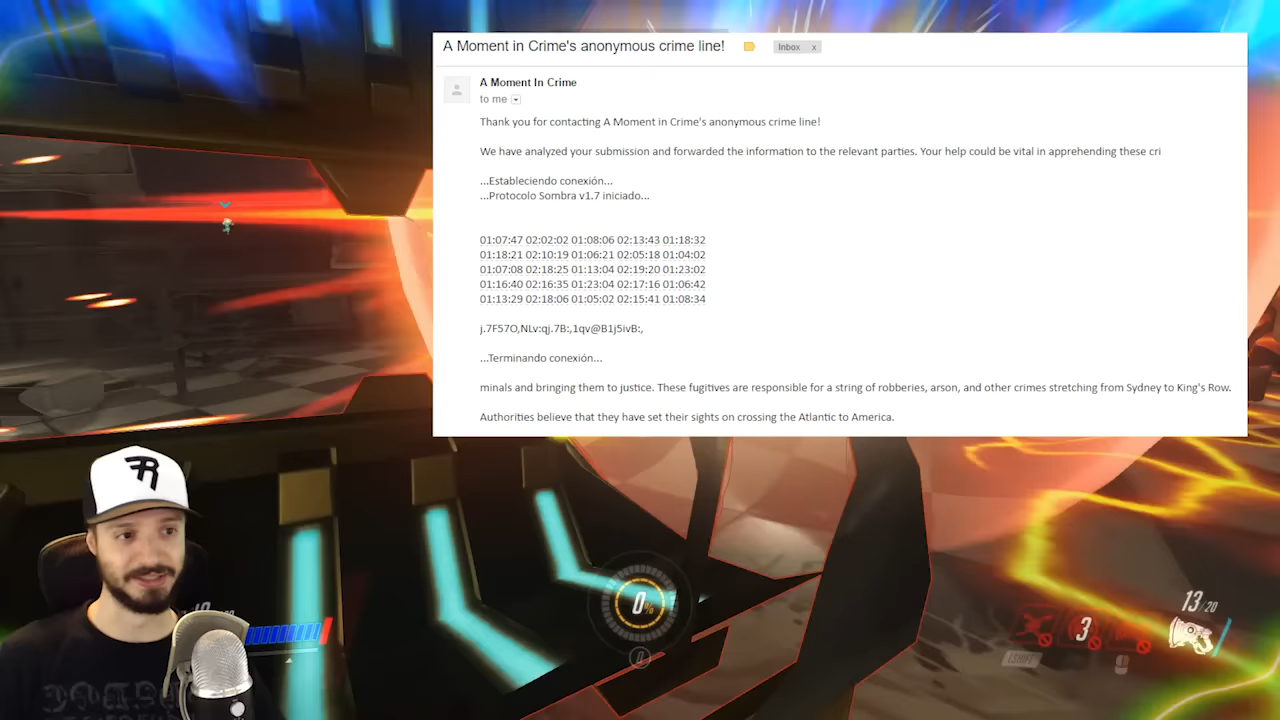 A Moment in Crime's anonymous crime line!
Inbox x
A Moment In Crime
to me
Thank you for contacting A Moment in Crime's anonymous crime line!
We have analyzed your submission and forwarded the information to the relevant parties. Your help could be vital in apprehending these cri
...Estableciendo conexión...
...Protocolo Sombra v1.7 iniciado...
01:07:47 02:02:02 01:08:06 02:13:43 01:18:32
01:18:21 02:10:19 01:06:21 02:05:18 01:04:02
01:07:08 02:18:25 01:13:04 02:19:20 01:23:02
01:16:40 02:16:35 01:23:04 02:17:16 01:06:42
01:13:29 02:18:06 01:05:02 02:15:41 01:08:34
j.7F57O,NLv:qj.7B:,1qv@B1j5ivB:,
...Terminando conexión...
minals and bringing them to justice. These fugitives are responsible for a string of robberies, arson, and other crimes stretching from Sydney to King's Row.
Authorities believe that they have set their sights on crossing the Atlantic to America.
0%
Q
3
13/20
LSHIFT